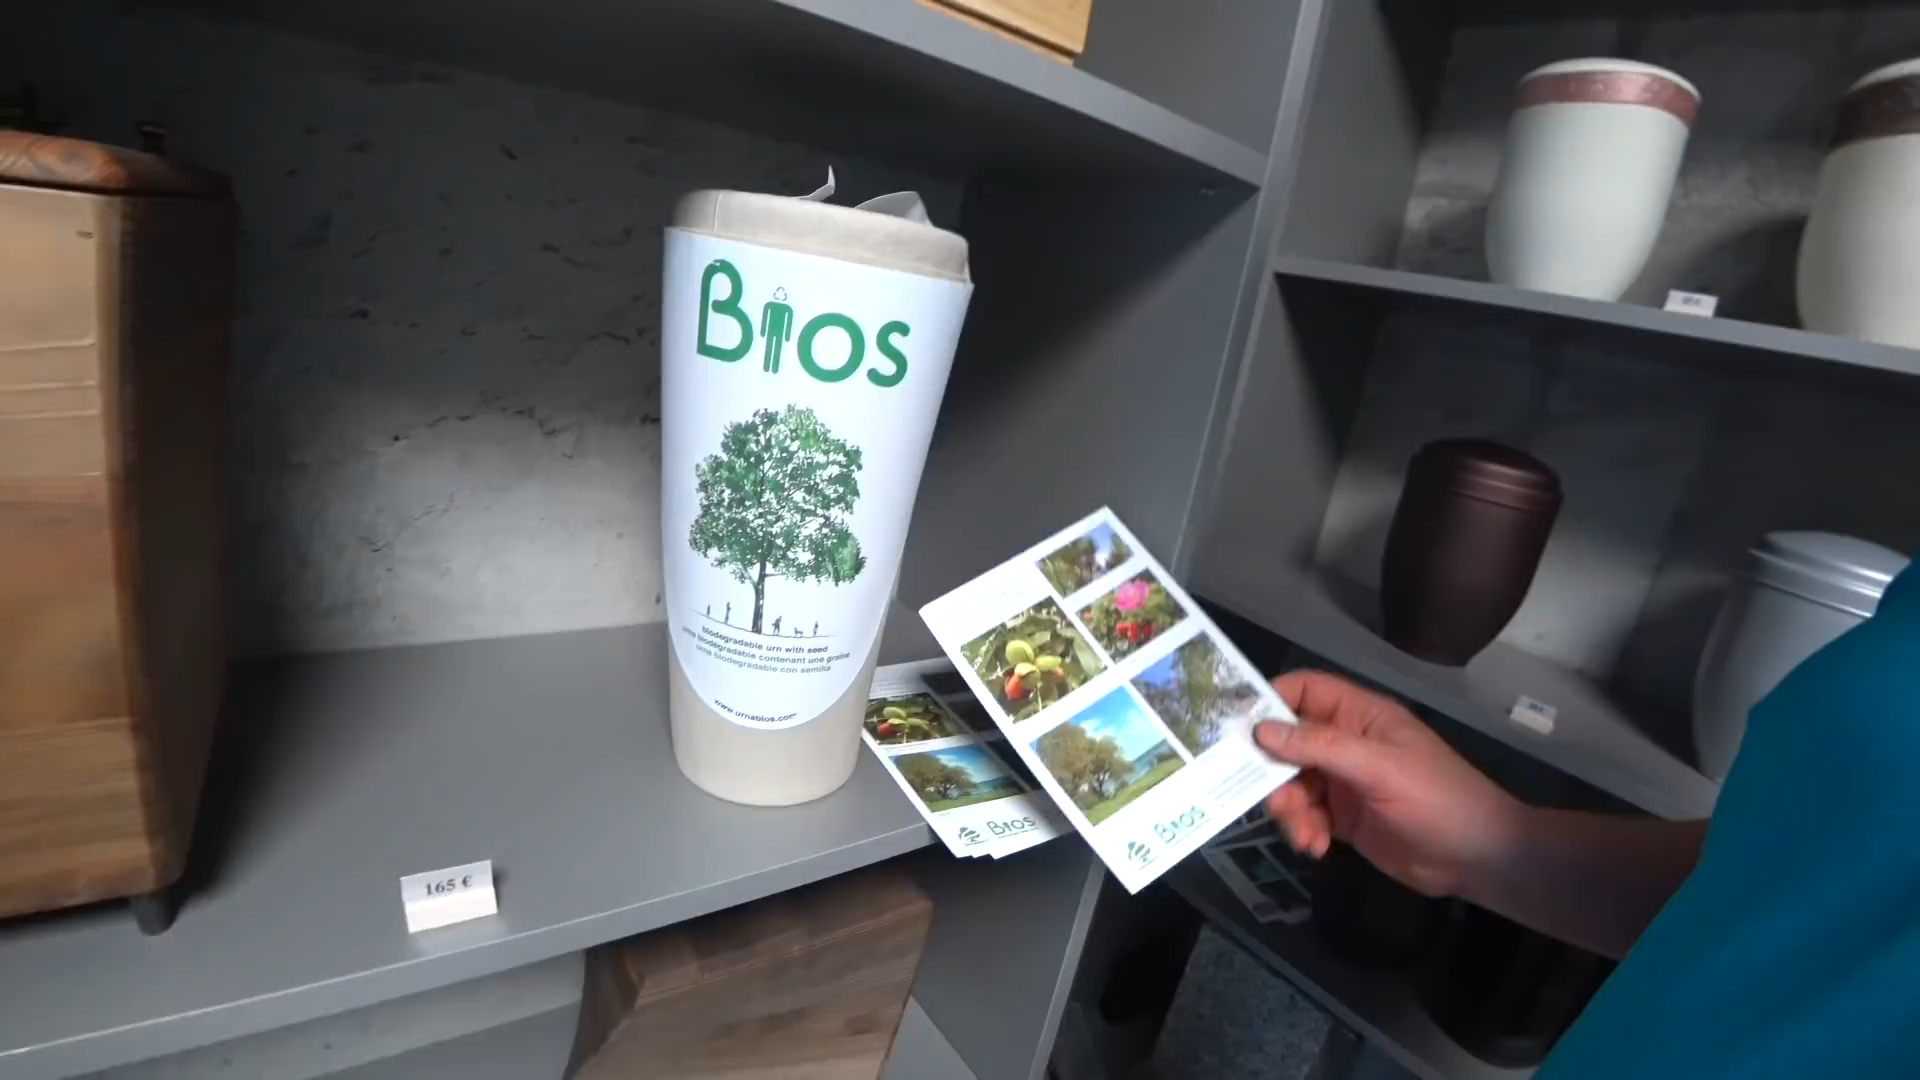 Bios
biodegradable urn with seed
urne biodegradable contenant une graine
urna biodegradable con semilla
www.urnabios.com
165 €
BIOS
BIOS